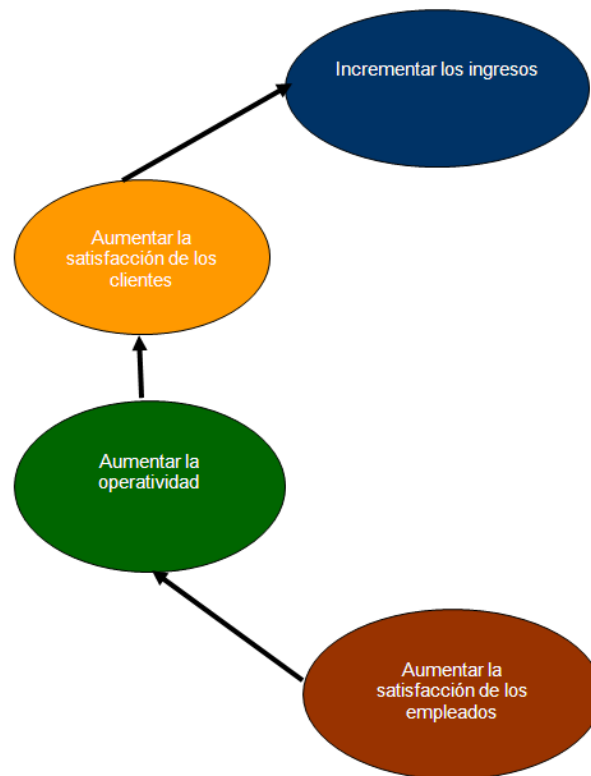 Incrementar los ingresos
Aumentar la
satisfacción de los
clientes
Aumentar la
operatividad
Aumentar la
satisfacción de los
empleados